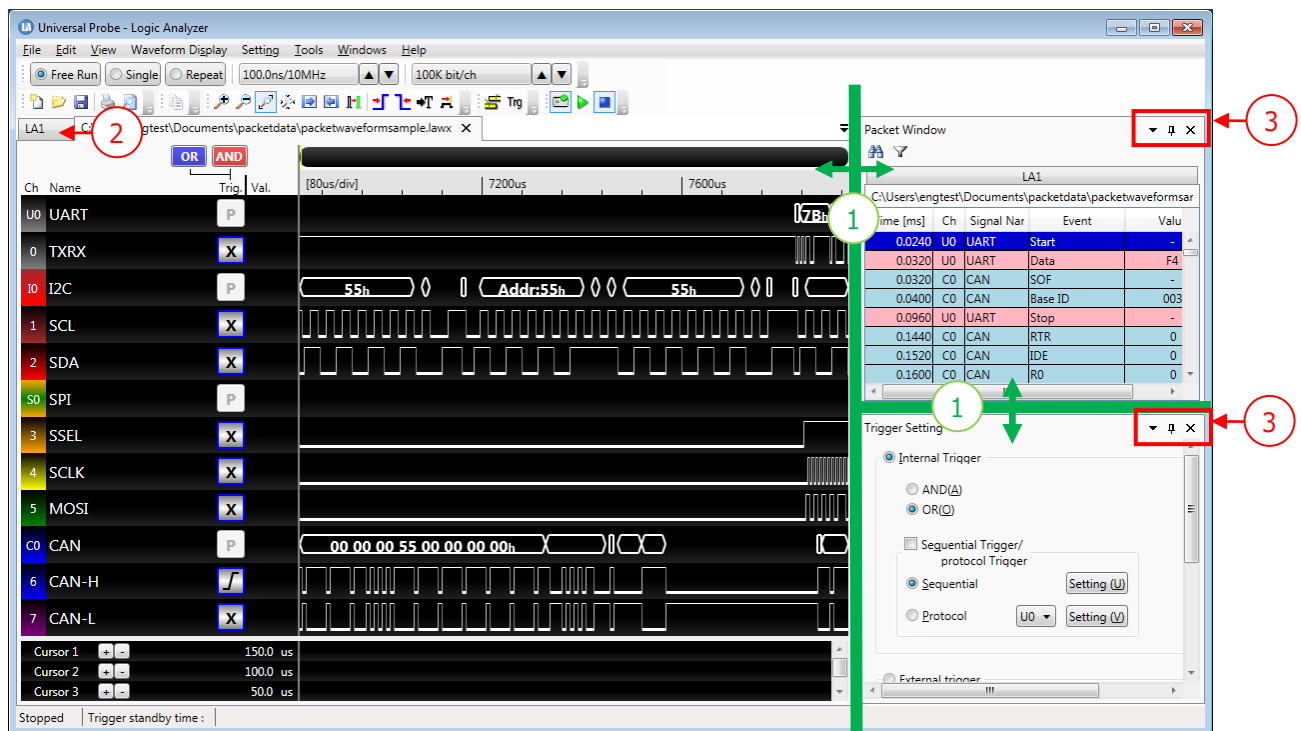 Universal Probe - Logic Analyzer
File Edit View Waveform Display Setting Tools Windows Help
Free Run Single Repeat 100.0ns/10MHz 100K bit/ch
Trg
LA1 gtest\Documents\packetdata\packetwaveformsample.lawx X
2
3
Packet Window
OR AND
Ch Name Trig. Val.
[80us/div] 7200us 7600us
LA1
C:\Users\engtest\Documents\packetdata\packetwaveformsar
1
Time [ms] Ch Signal Nar Event Valu
0.0240 U0 UART Start -
0.0320 U0 UART Data F4
0.0320 C0 CAN SOF -
0.0400 C0 CAN Base ID 003
0.0960 U0 UART Stop -
0.1440 C0 CAN RTR 0
0.1520 C0 CAN IDE 0
0.1600 C0 CAN R0 0
U0 UART P 7Bh
0 TXRX X
I0 I2C P 55h Addr:55h 55h
1 SCL X
2 SDA X
S0 SPI P
3 SSEL X
4 SCLK X
5 MOSI X
C0 CAN P 00 00 00 55 00 00 00 00h
6 CAN-H
7 CAN-L X
Cursor 1 + - 150.0 us
Cursor 2 + - 100.0 us
Cursor 3 + - 50.0 us
Stopped Trigger standby time :
1
3
Trigger Setting
Internal Trigger
AND(A)
OR(O)
Sequential Trigger/
protocol Trigger
Sequential Setting (U)
Protocol U0 Setting (V)
External trigger